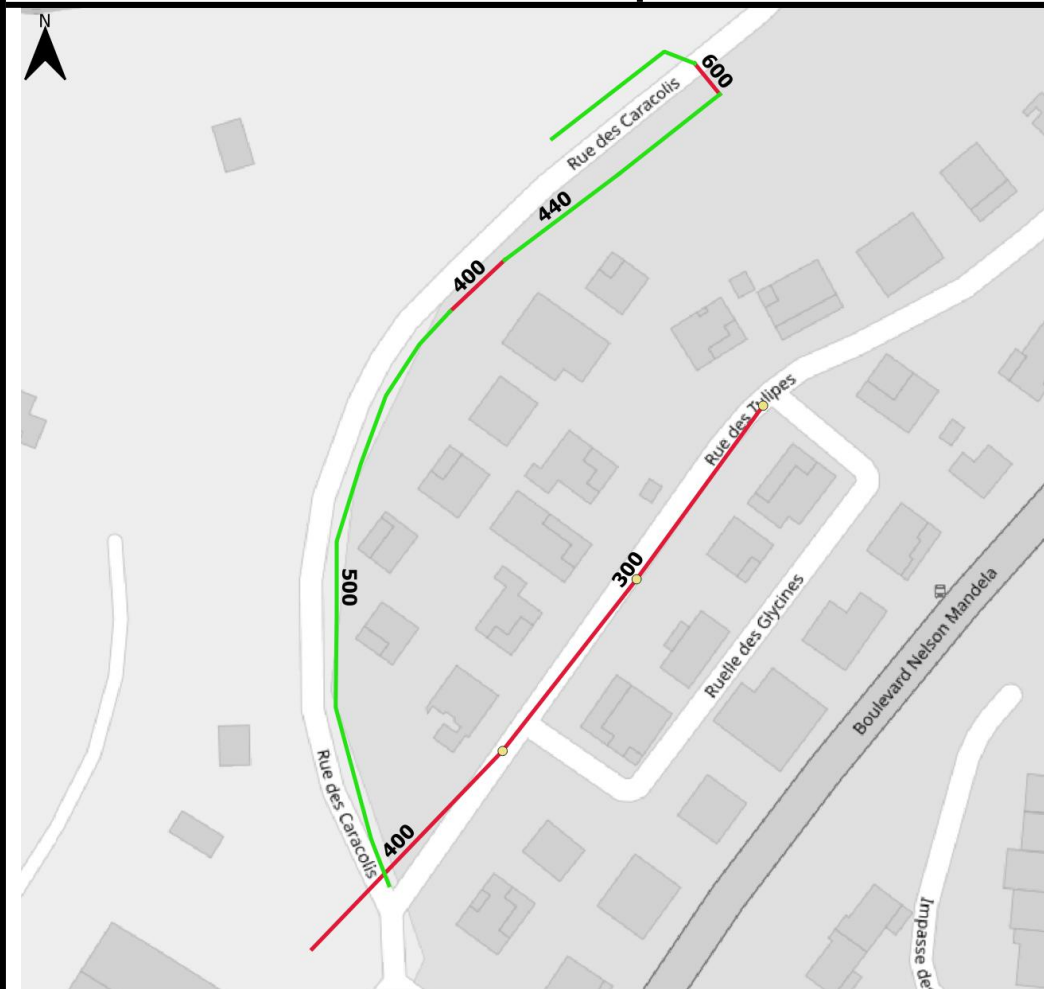 N
600
Rue des Caracolis
440
400
Rue des Tulipes
300
500
Ruelle des Glycines
Boulevard Nelson Mandela
Rue des Caracolis
400
Impasse des